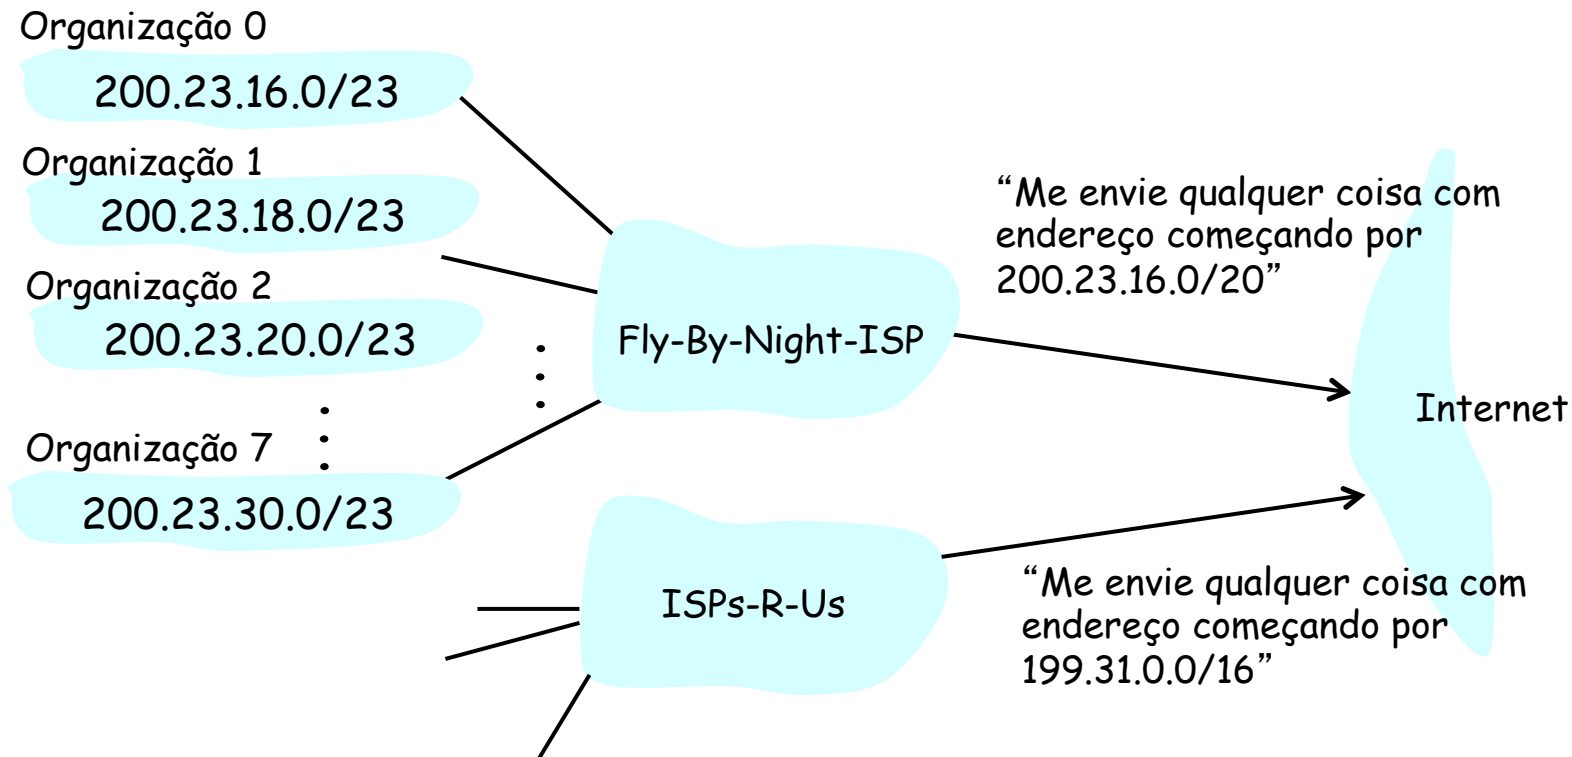 Organização 0
200.23.16.0/23
Organização 1
200.23.18.0/23
Organização 2
200.23.20.0/23
Organização 7
200.23.30.0/23
Fly-By-Night-ISP
“Me envie qualquer coisa com
endereço começando por
200.23.16.0/20”
Internet
ISPs-R-Us
“Me envie qualquer coisa com
endereço começando por
199.31.0.0/16”